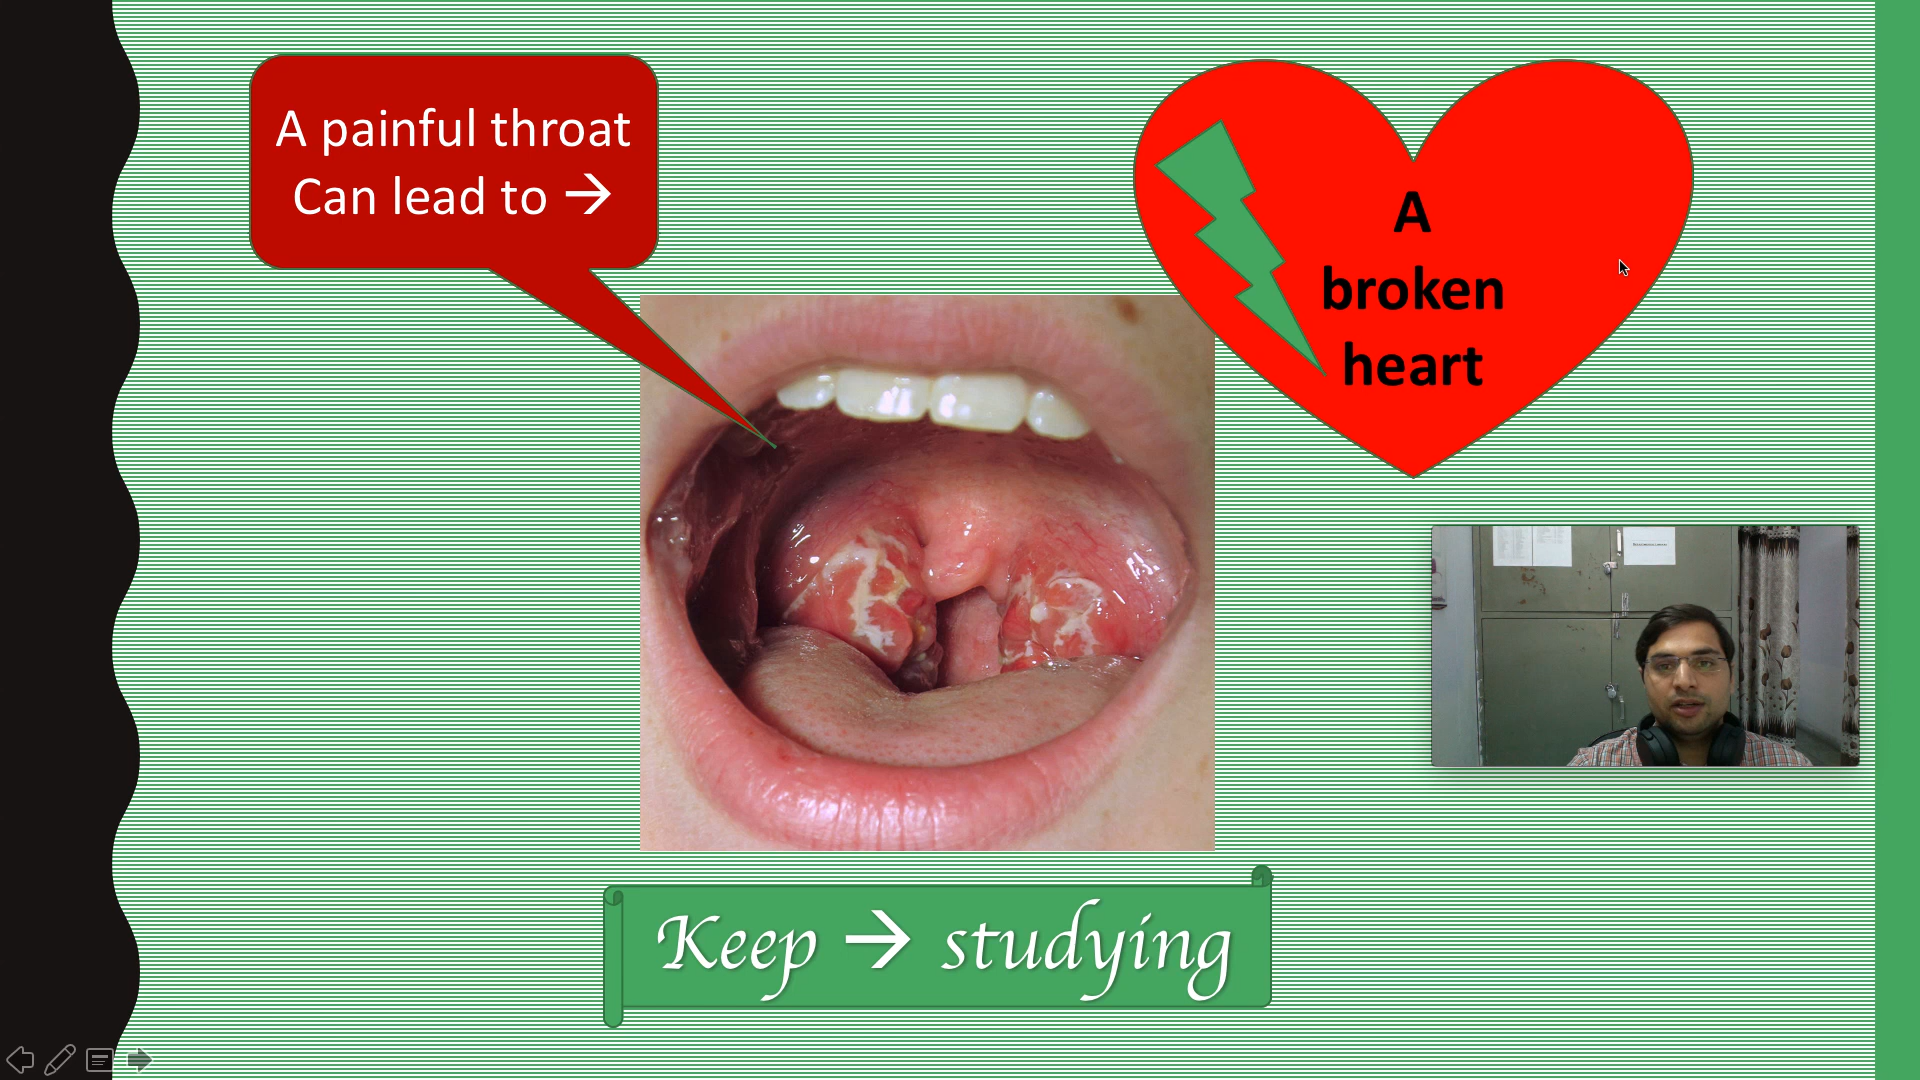 A painful throat
Can lead to →
A
broken
heart
Keep → studying